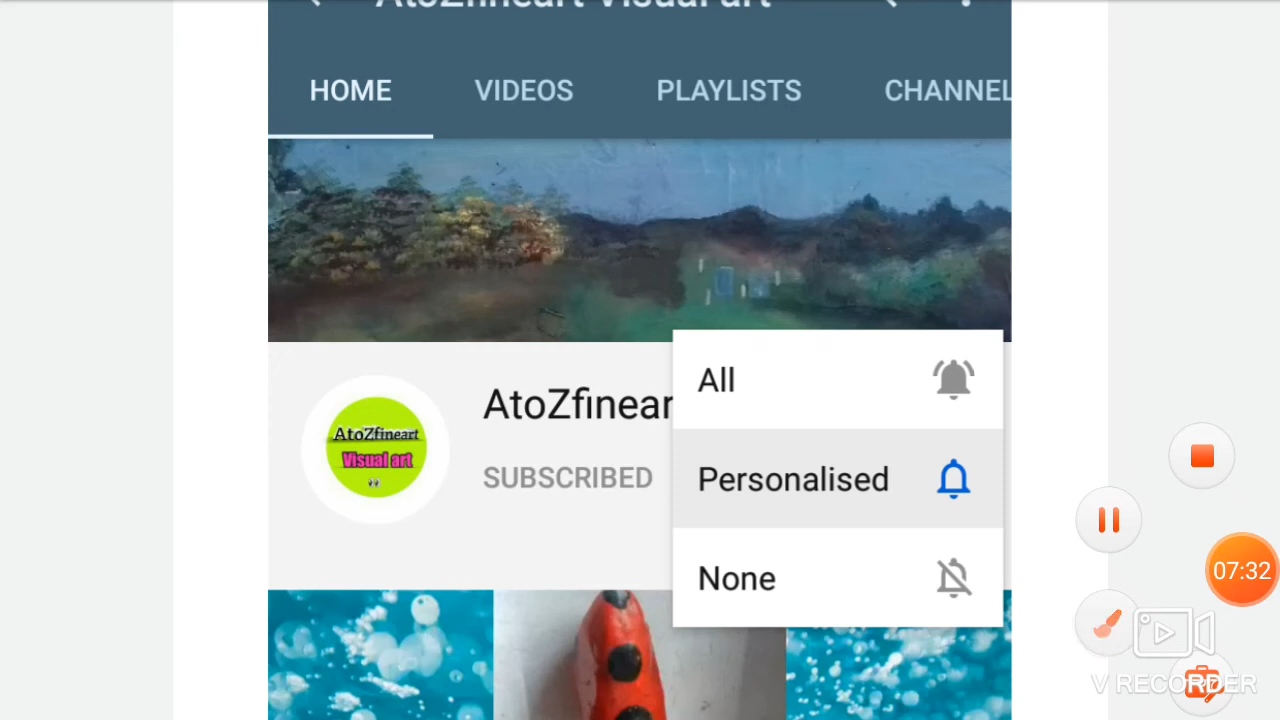 AtoZfineart Visual art
HOME VIDEOS PLAYLISTS CHANNEL
AtoZfinear
SUBSCRIBED
AtoZfineart
Visual art
All
Personalised
None
07:32
V RECORDER